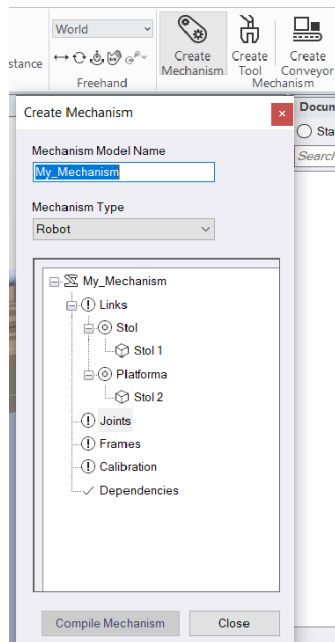 World
stance
Freehand
Create
Mechanism
Create
Tool
Create
Conveyor
Mechanism
Docum
Sta
Search
Create Mechanism
Mechanism Model Name
My_Mechanism
Mechanism Type
Robot
My_Mechanism
Links
Stol
Stol 1
Platforma
Stol 2
Joints
Frames
Calibration
Dependencies
Compile Mechanism
Close